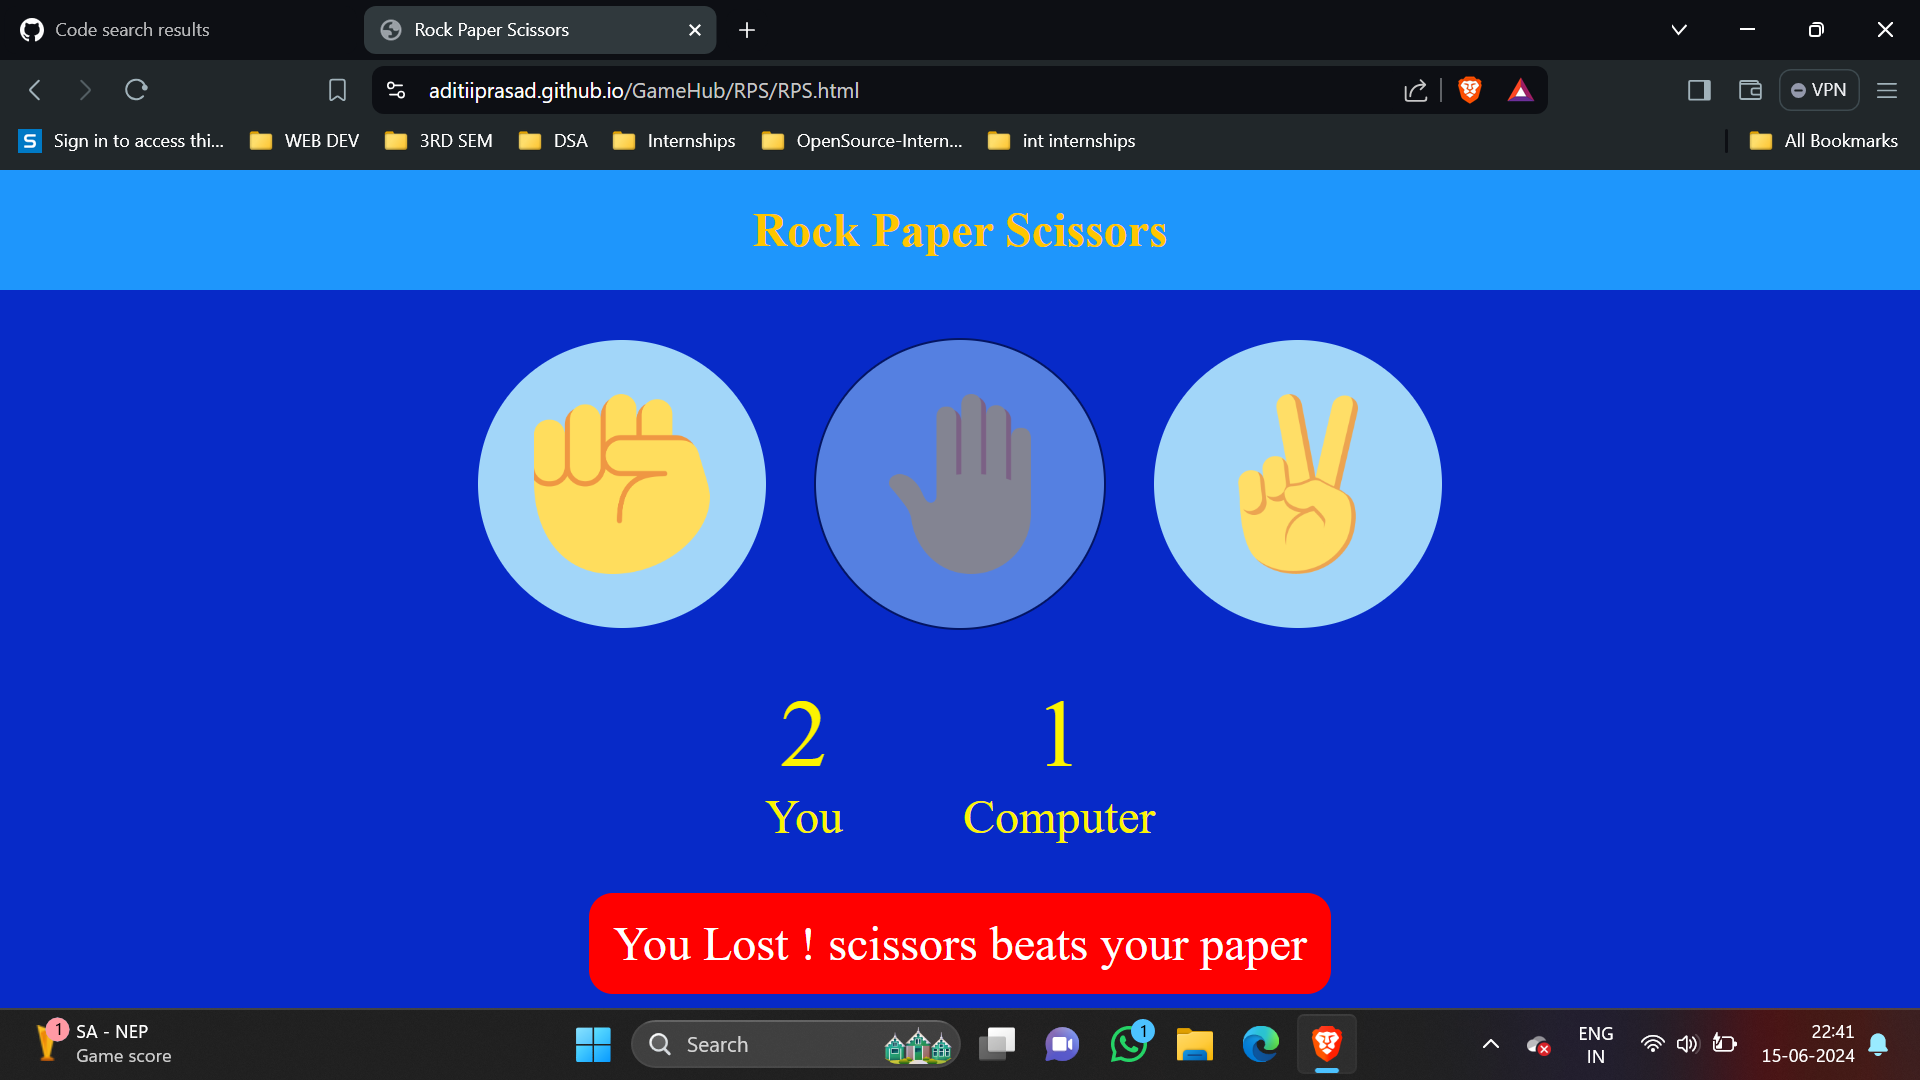 Code search results
Rock Paper Scissors
aditiiprasad.github.io/GameHub/RPS/RPS.html
VPN
S Sign in to access thi...
WEB DEV
3RD SEM
DSA
Internships
OpenSource-Intern...
int internships
All Bookmarks
Rock Paper Scissors
2 1
You Computer
You Lost ! scissors beats your paper
1 SA - NEP
Game score
Search
1
ENG
IN
22:41
15-06-2024